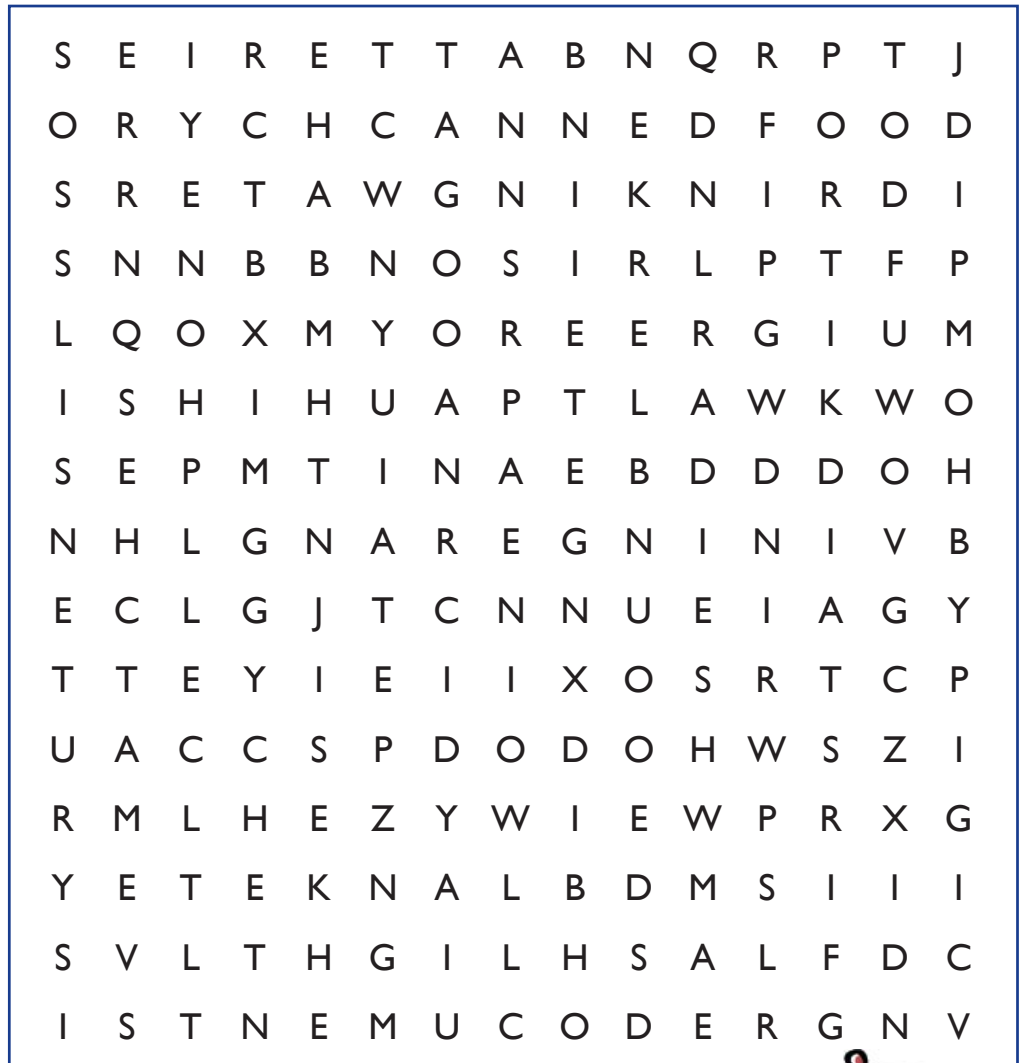 S E I R E T T A B N Q R P T J
O R Y C H C A N N E D F O O D
S R E T A W G N I K N I R D I
S N N B B N O S I R L P T F P
L Q O X M Y O R E E R G I U M
I S H I H U A P T L A W K W O
S E P M T I N A E B D D D O H
N H L G N A R E G N I N I V B
E C L G J T C N N U E I A G Y
T T E Y I E I I X O S R T C P
U A C C S P D O D O H W S Z I
R M L H E Z Y W I E W P R X G
Y E T E K N A L B D M S I I I
S V L T H G I L H S A L F D C
I S T N E M U C O D E R G N V